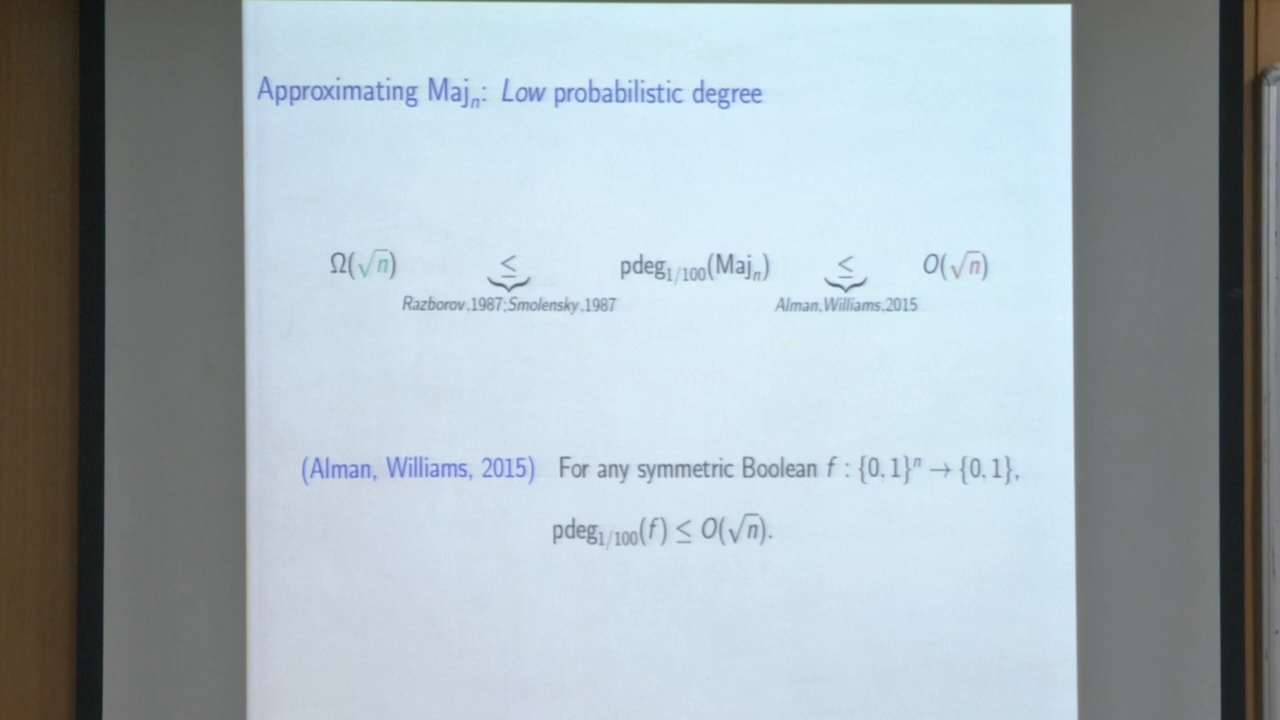 Approximating Majₙ: Low probabilistic degree
Ω(√n) ≤ pdeg₁/₁₀₀(Majₙ) ≤ O(√n)
Razborov,1987;Smolensky,1987 Alman,Williams,2015
(Alman, Williams, 2015) For any symmetric Boolean f : {0, 1}ⁿ → {0, 1},
pdeg₁/₁₀₀(f) ≤ O(√n).